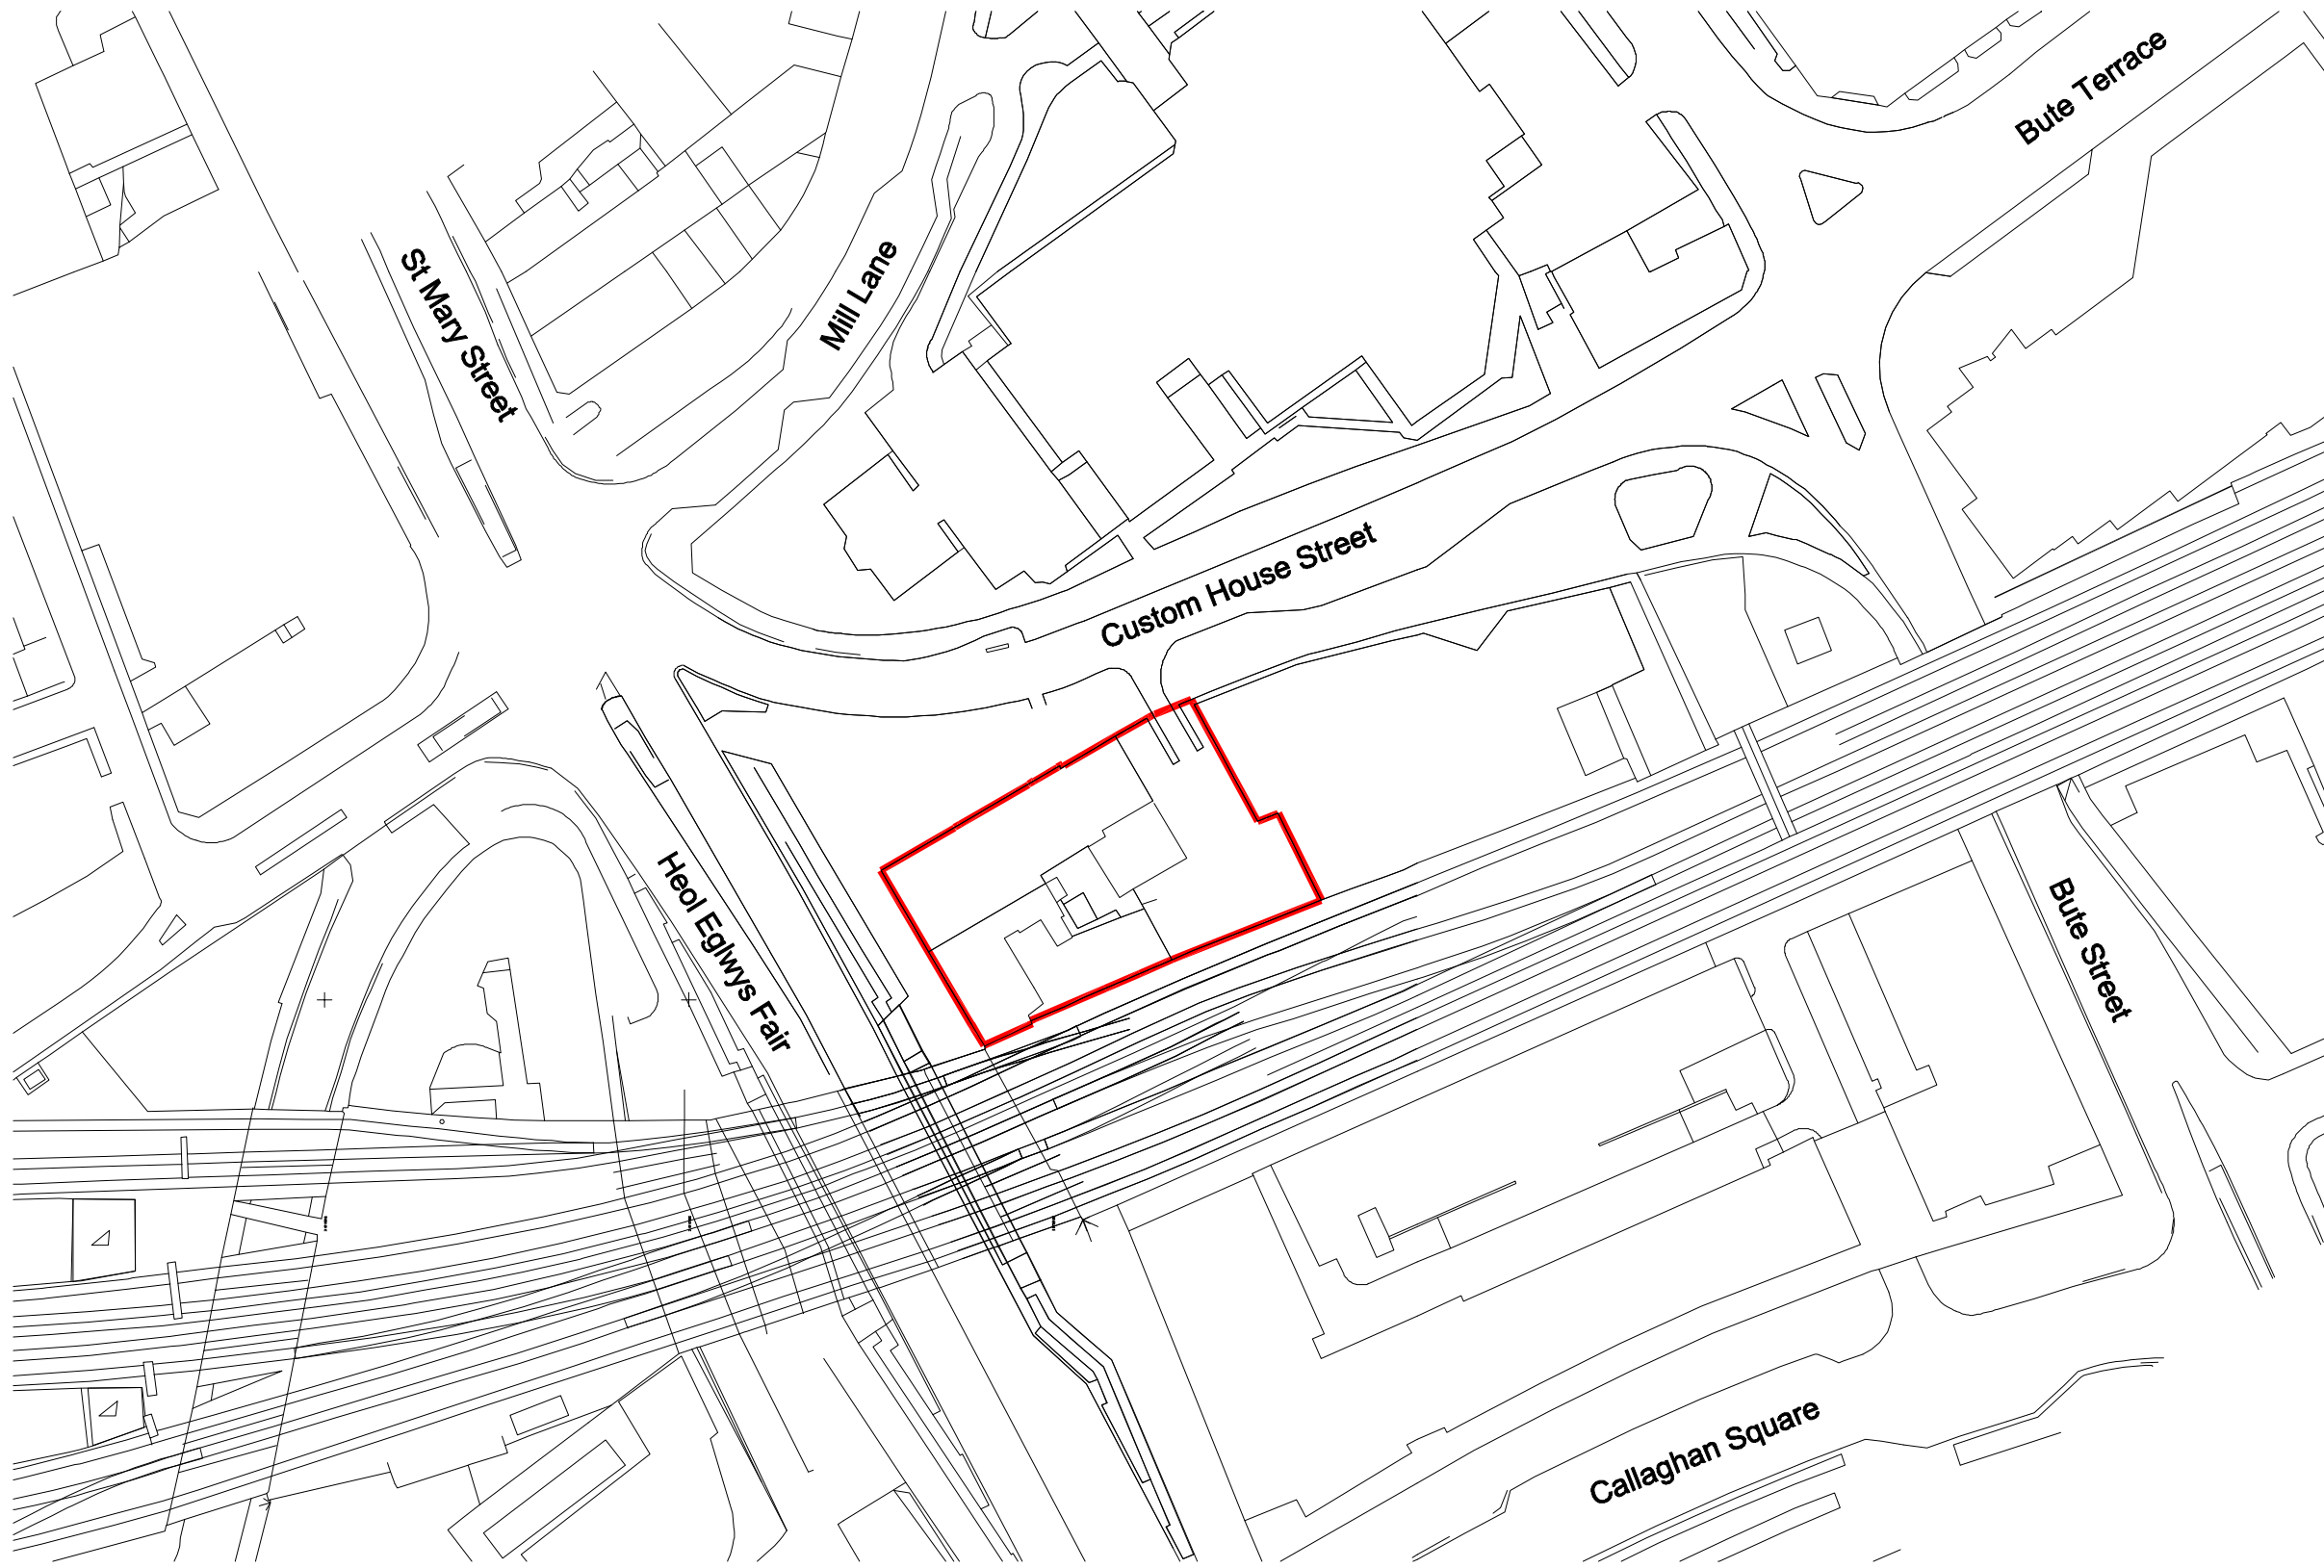 Bute Terrace
St Mary Street
Mill Lane
Custom House Street
Heol Eglwys Fair
Bute Street
Callaghan Square